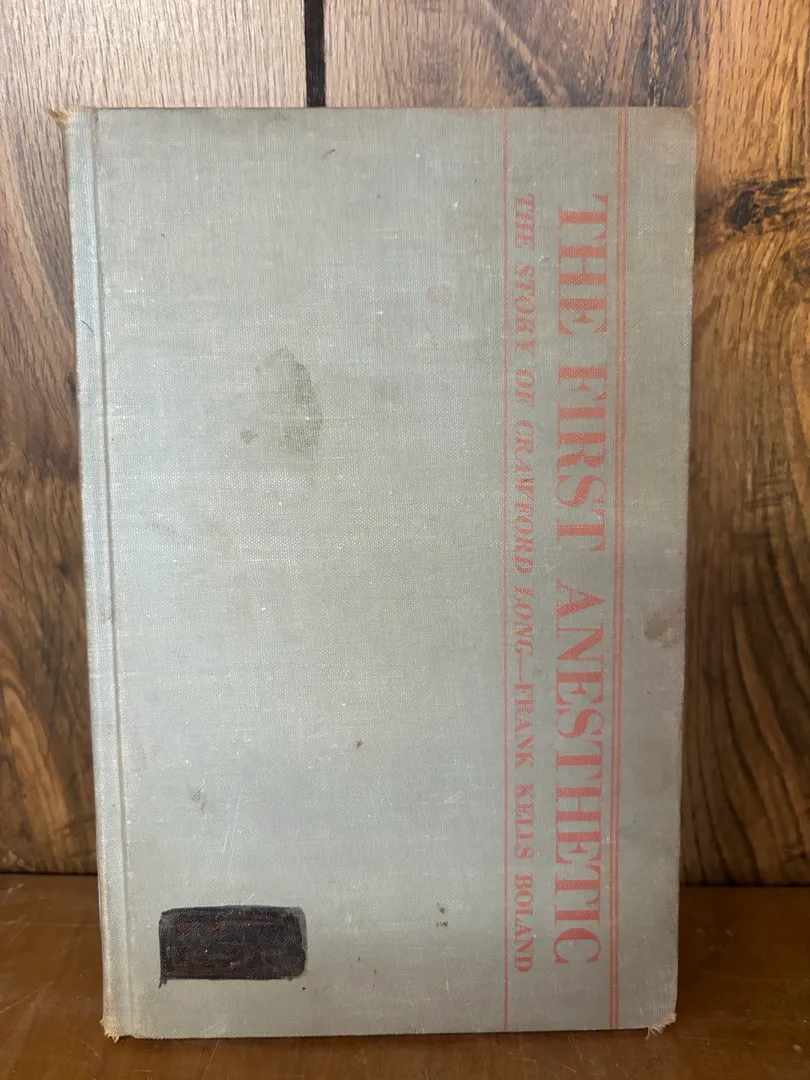 THE FIRST ANESTHETIC
THE STORY OF CRAWFORD LONG—FRANK KELLS BOLAND